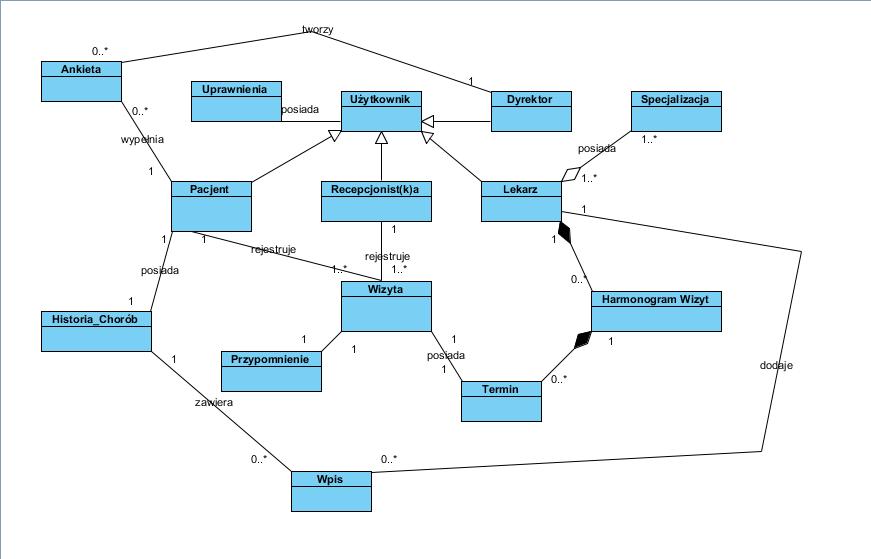 tworzy
0..*
1
Ankieta
Uprawnienia
Użytkownik
Dyrektor
Specjalizacja
posiada
0..*
wypełnia
1
1..*
posiada
1..*
Pacjent
Recepcjonist(k)a
Lekarz
1
1
1
1
1
rejestruje
rejestruje
posiada
1..*
1..*
0..*
1
Wizyta
Harmonogram Wizyt
Historia_Chorób
1
1
1
1
Przypomnienie
1
posiada
1
dodaje
0..*
Termin
zawiera
0..*
0..*
Wpis